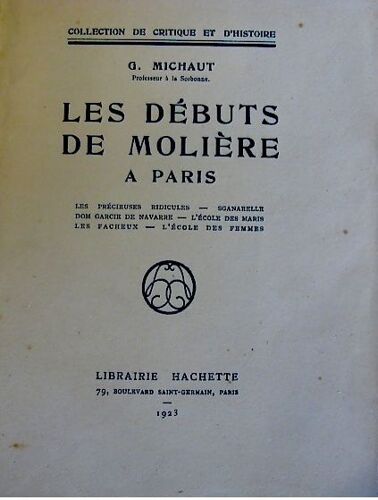 COLLECTION DE CRITIQUE ET D'HISTOIRE
G. MICHAUT
Professeur à la Sorbonne.
LES DÉBUTS
DE MOLIÈRE
A PARIS
LES PRÉCIEUSES RIDICULES — SGANARELLE
DOM GARCIE DE NAVARRE — L'ÉCOLE DES MARIS
LES FACHEUX — L'ÉCOLE DES FEMMES
LIBRAIRIE HACHETTE
79, BOULEVARD SAINT-GERMAIN, PARIS
—
1923